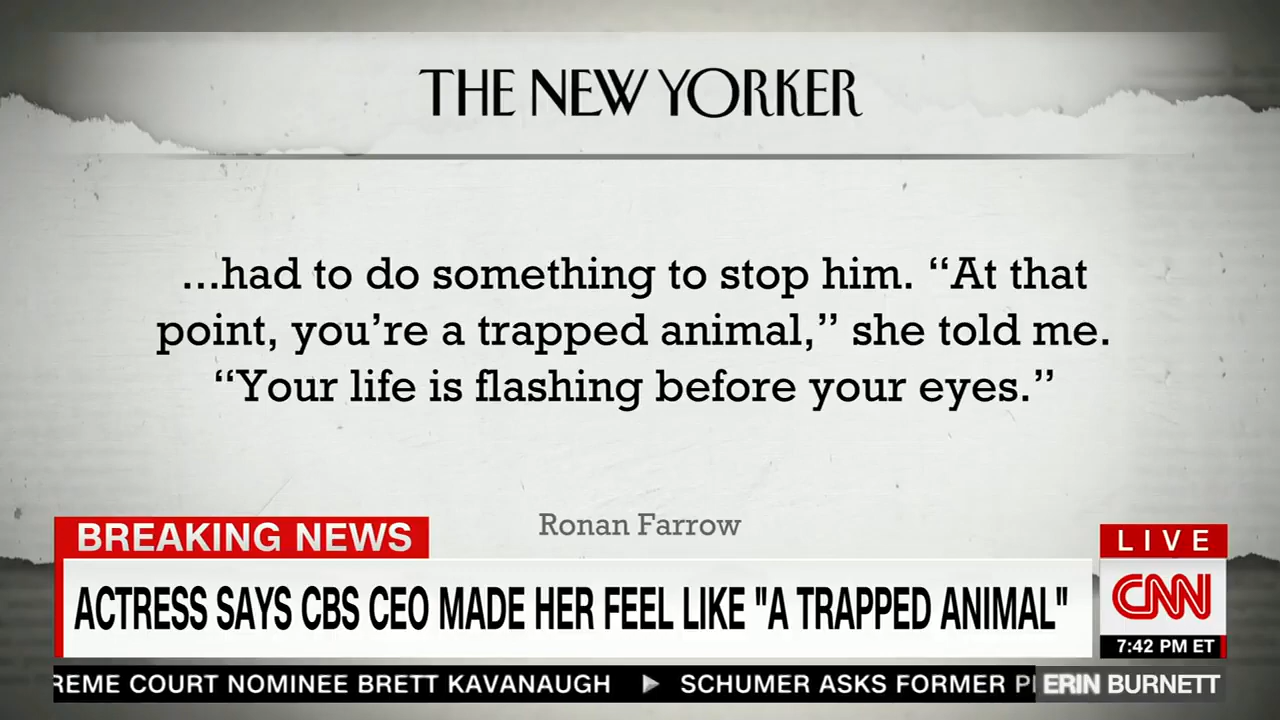 THE NEW YORKER
...had to do something to stop him. “At that
point, you’re a trapped animal,” she told me.
“Your life is flashing before your eyes.”
Ronan Farrow
BREAKING NEWS
ACTRESS SAYS CBS CEO MADE HER FEEL LIKE "A TRAPPED ANIMAL"
LIVE
CNN
7:42 PM ET
REME COURT NOMINEE BRETT KAVANAUGH ▶ SCHUMER ASKS FORMER
ERIN BURNETT